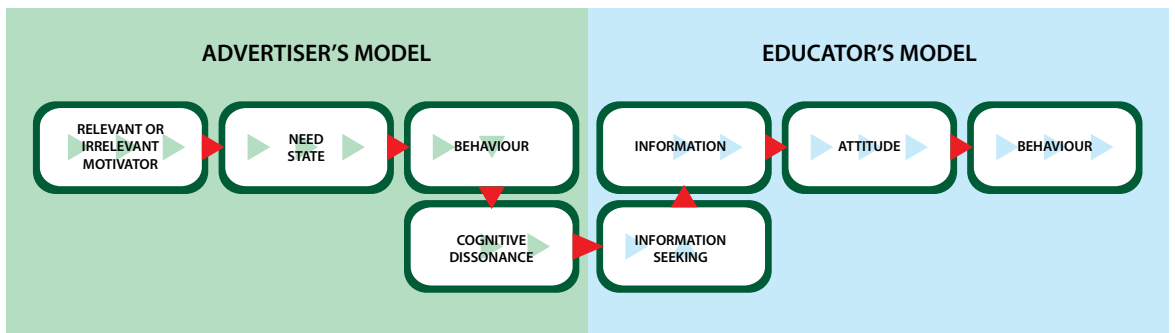 ADVERTISER’S MODEL
EDUCATOR’S MODEL
RELEVANT OR
IRRELEVANT
MOTIVATOR
NEED
STATE
BEHAVIOUR
COGNITIVE
DISSONANCE
INFORMATION
SEEKING
INFORMATION
ATTITUDE
BEHAVIOUR